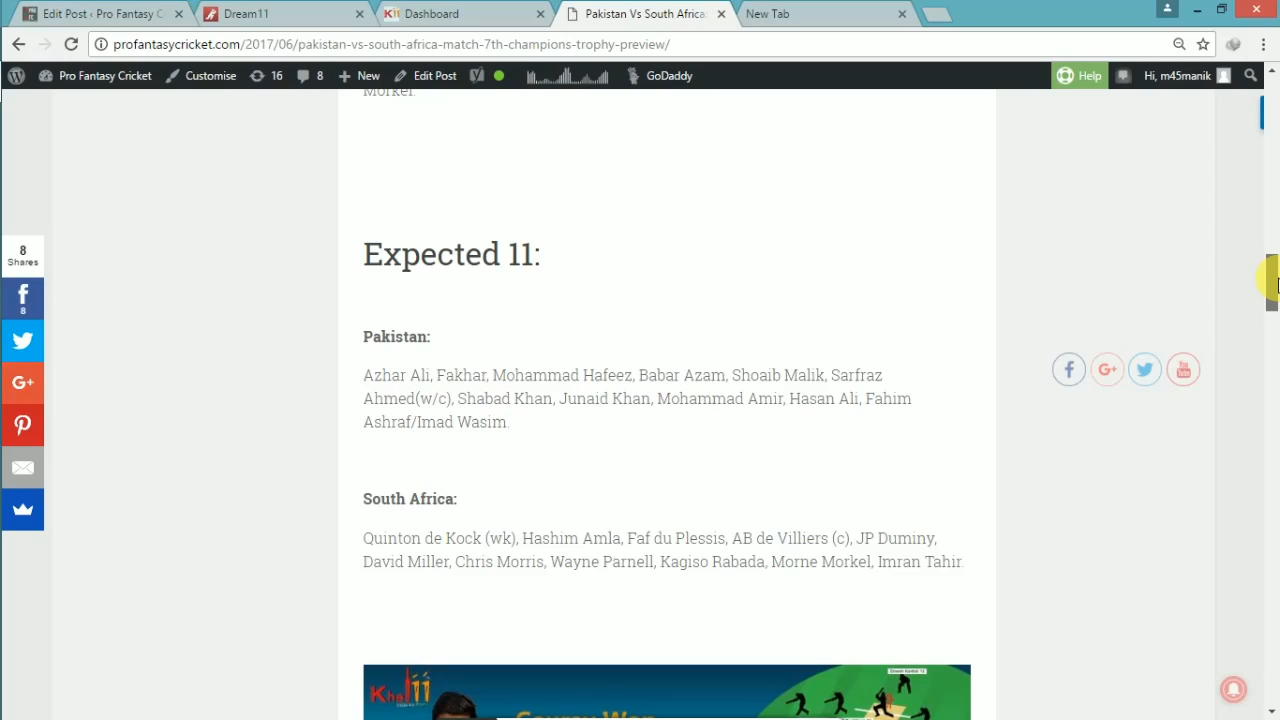 Edit Post ‹ Pro Fantasy C
Dream11
Dashboard
Pakistan Vs South Africa
New Tab
profantasycricket.com/2017/06/pakistan-vs-south-africa-match-7th-champions-trophy-preview/
Pro Fantasy Cricket
Customise
16
8
New
Edit Post
GoDaddy
Help
Hi, m45manik
Morkel.
Expected 11:
8
Shares
8
Pakistan:
Azhar Ali, Fakhar, Mohammad Hafeez, Babar Azam, Shoaib Malik, Sarfraz
Ahmed(w/c), Shabad Khan, Junaid Khan, Mohammad Amir, Hasan Ali, Fahim
Ashraf/Imad Wasim.
South Africa:
Quinton de Kock (wk), Hashim Amla, Faf du Plessis, AB de Villiers (c), JP Duminy,
David Miller, Chris Morris, Wayne Parnell, Kagiso Rabada, Morne Morkel, Imran Tahir.